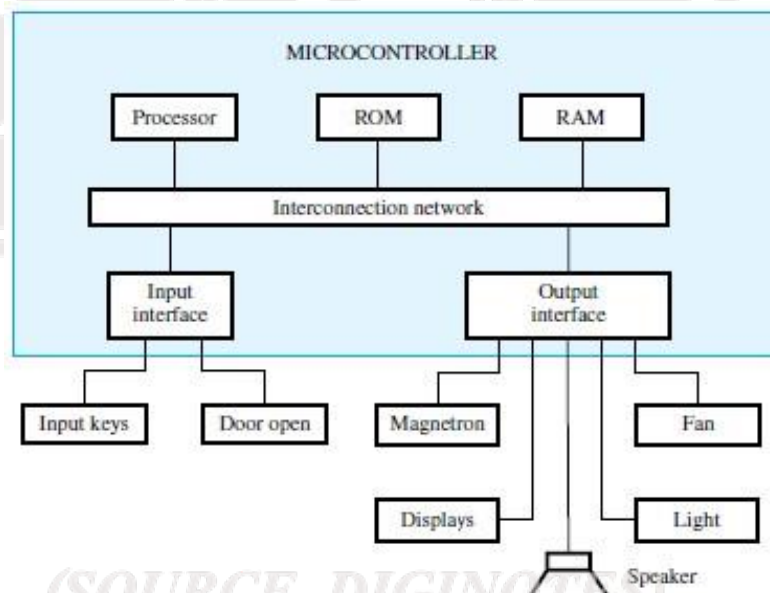 MICROCONTROLLER
Processor
ROM
RAM
Interconnection network
Input
interface
Output
interface
Input keys
Door open
Magnetron
Fan
Displays
Light
Speaker
(SOURCE DIGINOTES)